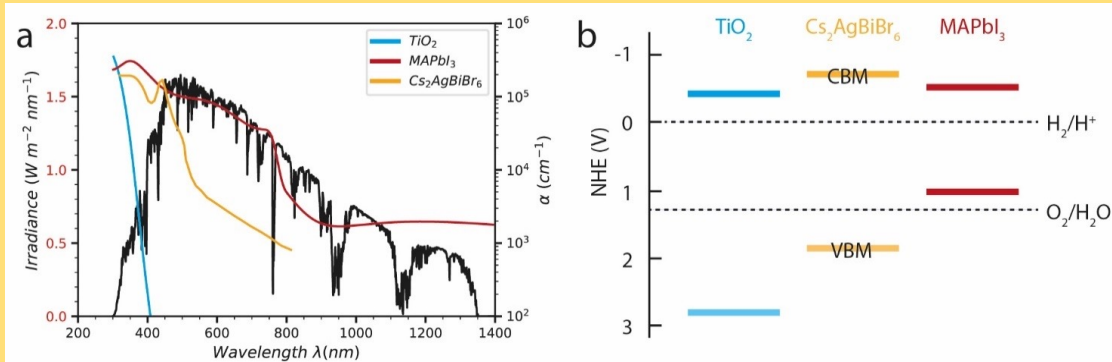 a
2.0
1.5
1.0
0.5
0.0
Irradiance (W m⁻² nm⁻¹)
TiO₂
MAPbI₃
Cs₂AgBiBr₆
10⁶
10⁵
10⁴
10³
10²
α (cm⁻¹)
200 400 600 800 1000 1200 1400
Wavelength λ(nm)
b
TiO₂ Cs₂AgBiBr₆ MAPbI₃
-1
0
1
2
3
NHE (V)
CBM
H₂/H⁺
O₂/H₂O
VBM